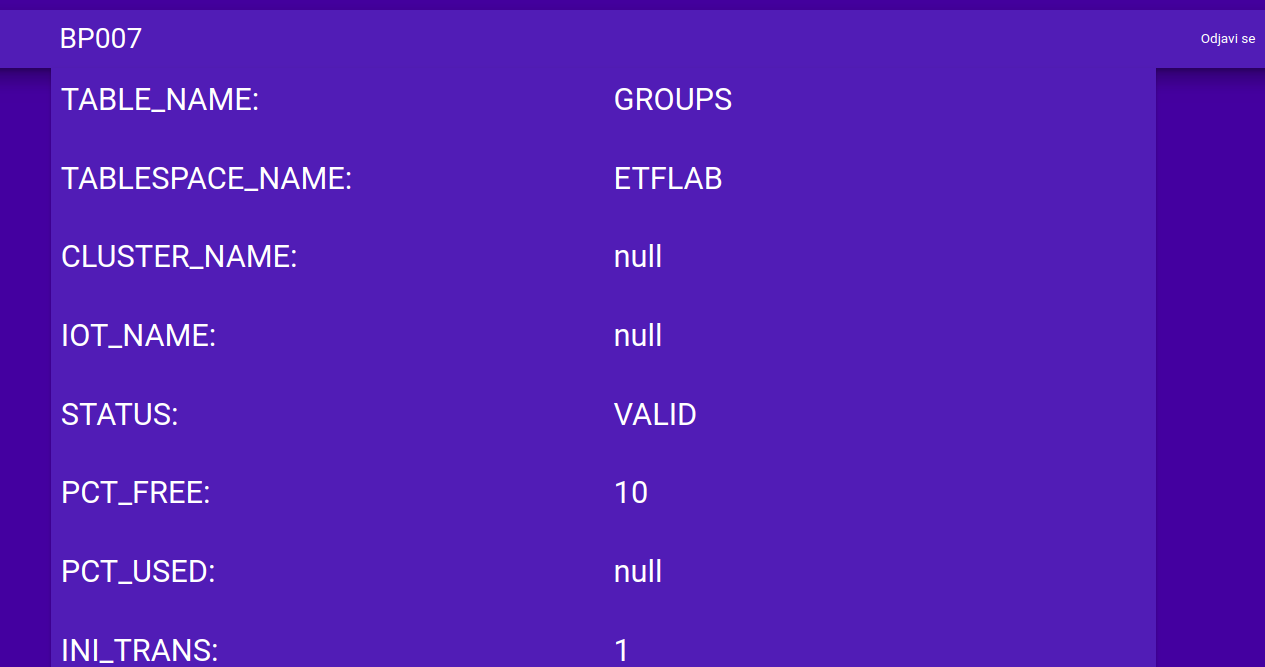 BP007 Odjavi se
TABLE_NAME: GROUPS
TABLESPACE_NAME: ETFLAB
CLUSTER_NAME: null
IOT_NAME: null
STATUS: VALID
PCT_FREE: 10
PCT_USED: null
INI_TRANS: 1